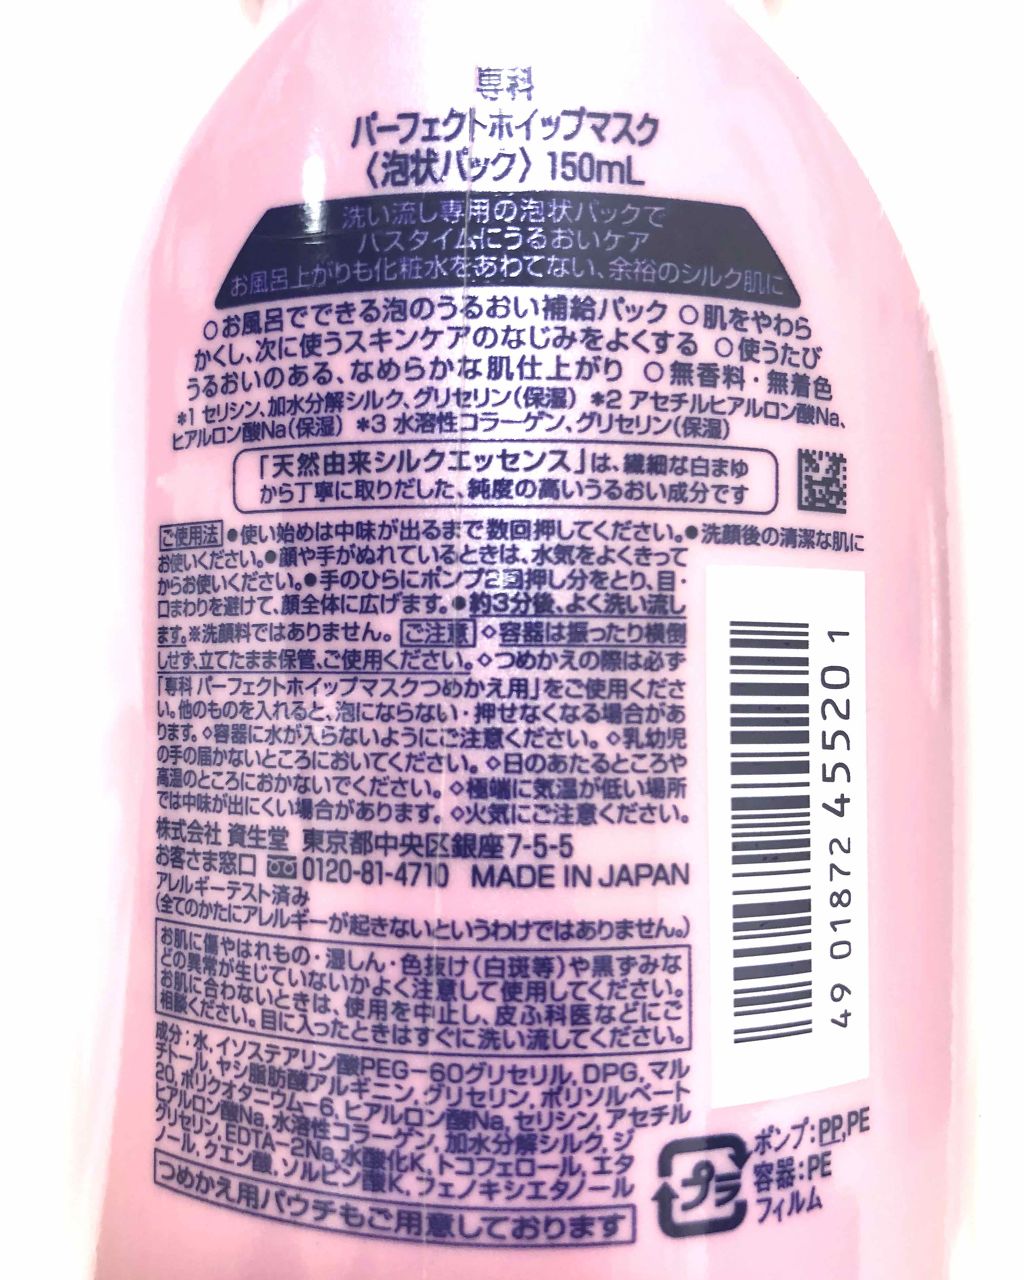 専科
パーフェクトホイップマスク
〈泡状パック〉150mL
洗い流し専用の泡状パックで
バスタイムにうるおいケア
お風呂上がりも化粧水をあわてない、余裕のシルク肌に
○お風呂でできる泡のうるおい補給パック ○肌をやわら
かくし、次に使うスキンケアのなじみをよくする ○使うたび
うるおいのある、なめらかな肌仕上がり ○無香料・無着色
*1 セリシン、加水分解シルク、グリセリン(保湿) *2 アセチルヒアルロン酸Na、
ヒアルロン酸Na(保湿) *3 水溶性コラーゲン、グリセリン(保湿)
「天然由来シルクエッセンス」は、繊細な白まゆ
から丁寧に取りだした、純度の高いうるおい成分です
ご使用法 ●使い始めは中味が出るまで数回押してください。●洗顔後の清潔な肌に
お使いください。●顔や手がぬれているときは、水気をよくきって
からお使いください。●手のひらにポンプ2回押し分をとり、目・
口まわりを避けて、顔全体に広げます。●約3分後、よく洗い流し
ます。※洗顔料ではありません。 ご注意 ◇容器は振ったり横倒
しせず、立てたまま保管、ご使用ください。◇つめかえの際は必ず
「専科 パーフェクトホイップマスクつめかえ用」をご使用くださ
い。他のものを入れると、泡にならない・押せなくなる場合があ
ります。◇容器に水が入らないようにご注意ください。◇乳幼児
の手の届かないところにおいてください。◇日のあたるところや
高温のところにおかないでください。◇極端に気温が低い場所
では中味が出にくい場合があります。◇火気にご注意ください。
株式会社 資生堂 東京都中央区銀座7-5-5
お客さま窓口 0120-81-4710 MADE IN JAPAN
アレルギーテスト済み
(全てのかたにアレルギーが起きないというわけではありません。)
お肌に傷やはれもの・湿しん・色抜け(白斑等)や黒ずみな
どの異常が生じていないかよく注意して使用してください。
お肌に合わないときは、使用を中止し、皮ふ科医などにご
相談ください。目に入ったときはすぐに洗い流してください。
成分：水, イソステアリン酸PEG-60グリセリル, DPG, マル
チトール, ヤシ脂肪酸アルギニン, グリセリン, ポリソルベート
20, ポリクオタニウム-6, ヒアルロン酸Na, セリシン, アセチル
ヒアルロン酸Na, 水溶性コラーゲン, 加水分解シルク, ジ
グリセリン, EDTA-2Na, 水酸化K, トコフェロール, エタ
ノール, クエン酸, ソルビン酸K, フェノキシエタノール
つめかえ用パウチもご用意しております
4901872455201
プラ
ポンプ:PP,PE
容器:PE
フィルム